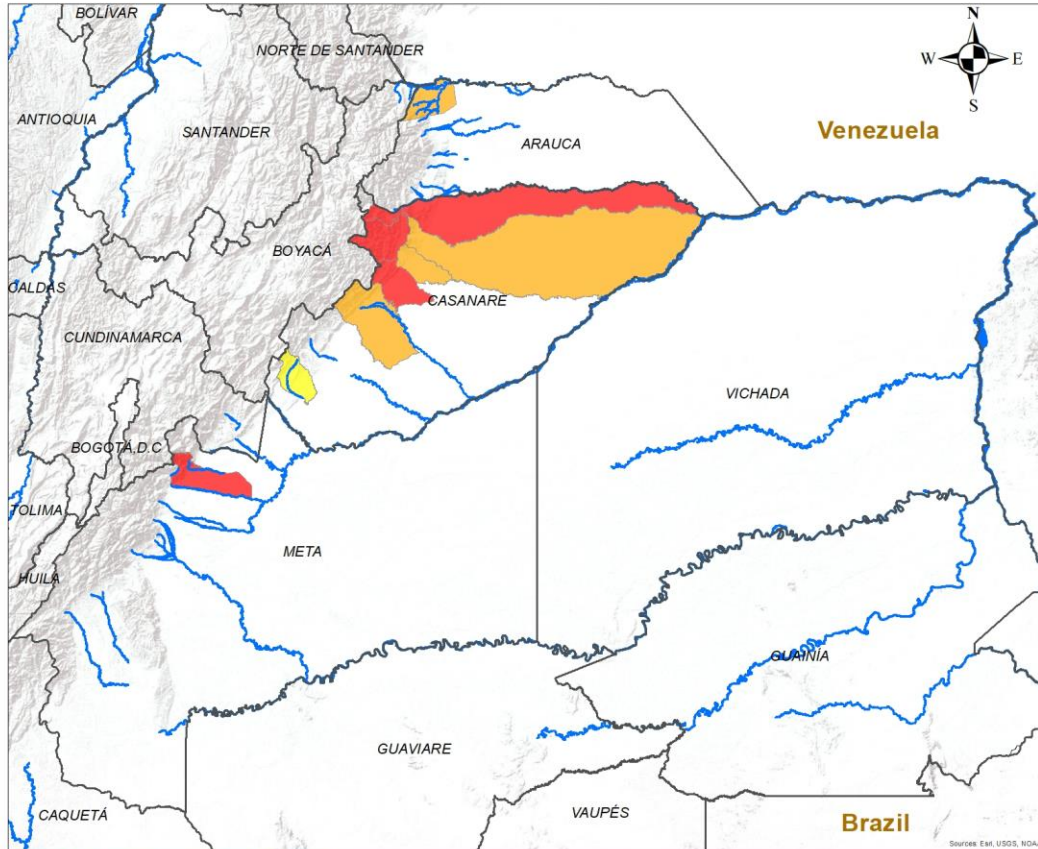 BOLÍVAR
N
NORTE DE SANTANDER
W
E
S
ANTIOQUIA
SANTANDER
ARAUCA
Venezuela
BOYACÁ
CALDAS
CASANARE
CUNDINAMARCA
VICHADA
BOGOTÁ,D.C
TOLIMA
META
HUILA
GUAINÍA
GUAVIARE
CAQUETÁ
VAUPÉS
Brazil
Sources: Esri, USGS, NOAA